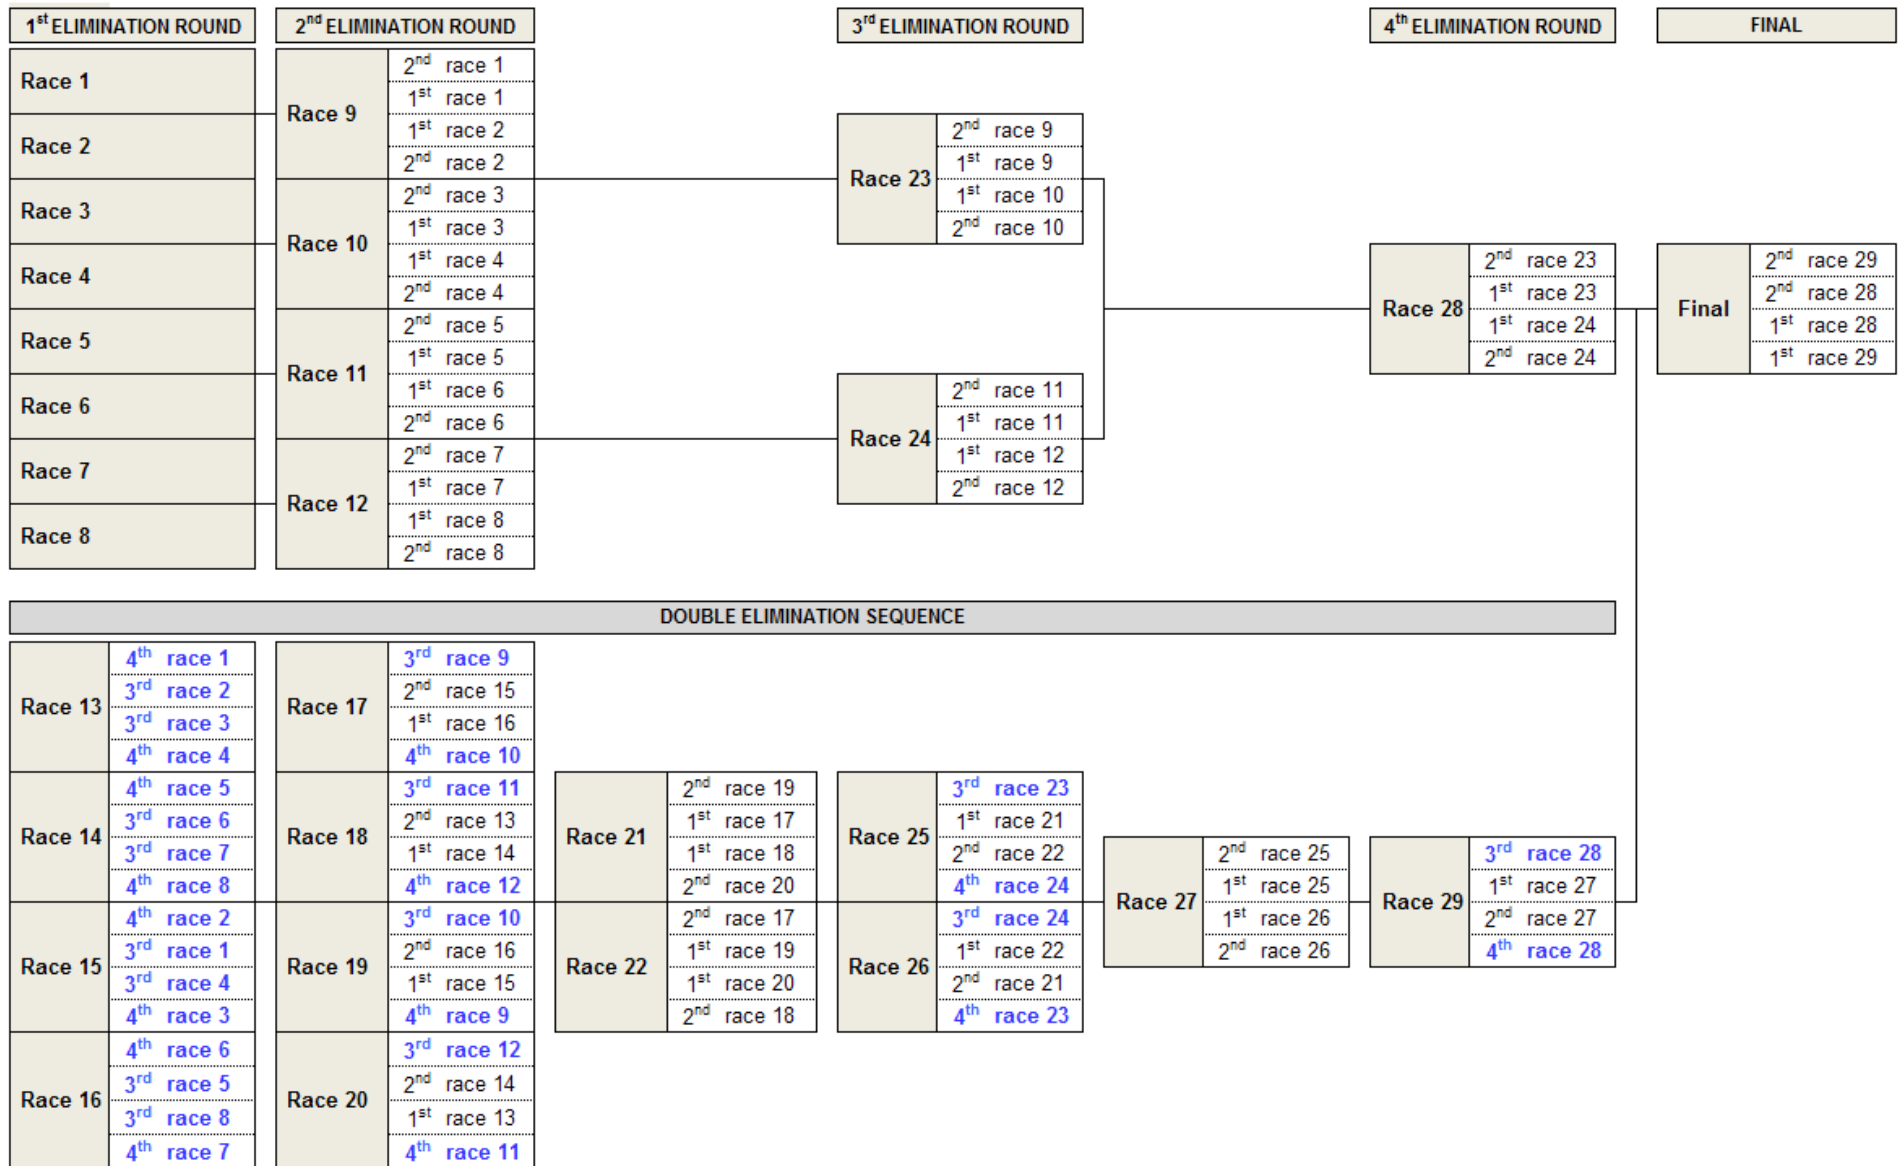 1st ELIMINATION ROUND
2nd ELIMINATION ROUND
3rd ELIMINATION ROUND
4th ELIMINATION ROUND
FINAL
Race 1
Race 2
Race 3
Race 4
Race 5
Race 6
Race 7
Race 8
Race 9
2nd race 1
1st race 1
1st race 2
2nd race 2
Race 10
2nd race 3
1st race 3
1st race 4
2nd race 4
Race 11
2nd race 5
1st race 5
1st race 6
2nd race 6
Race 12
2nd race 7
1st race 7
1st race 8
2nd race 8
Race 23
2nd race 9
1st race 9
1st race 10
2nd race 10
Race 24
2nd race 11
1st race 11
1st race 12
2nd race 12
Race 28
2nd race 23
1st race 23
1st race 24
2nd race 24
Final
2nd race 29
2nd race 28
1st race 28
1st race 29
DOUBLE ELIMINATION SEQUENCE
Race 13
4th race 1
3rd race 2
3rd race 3
4th race 4
Race 14
4th race 5
3rd race 6
3rd race 7
4th race 8
Race 15
4th race 2
3rd race 1
3rd race 4
4th race 3
Race 16
4th race 6
3rd race 5
3rd race 8
4th race 7
Race 17
3rd race 9
2nd race 15
1st race 16
4th race 10
Race 18
3rd race 11
2nd race 13
1st race 14
4th race 12
Race 19
3rd race 10
2nd race 16
1st race 15
4th race 9
Race 20
3rd race 12
2nd race 14
1st race 13
4th race 11
Race 21
2nd race 19
1st race 17
1st race 18
2nd race 20
Race 22
2nd race 17
1st race 19
1st race 20
2nd race 18
Race 25
3rd race 23
1st race 21
2nd race 22
4th race 24
Race 26
3rd race 24
1st race 22
2nd race 21
4th race 23
Race 27
2nd race 25
1st race 25
1st race 26
2nd race 26
Race 29
3rd race 28
1st race 27
2nd race 27
4th race 28